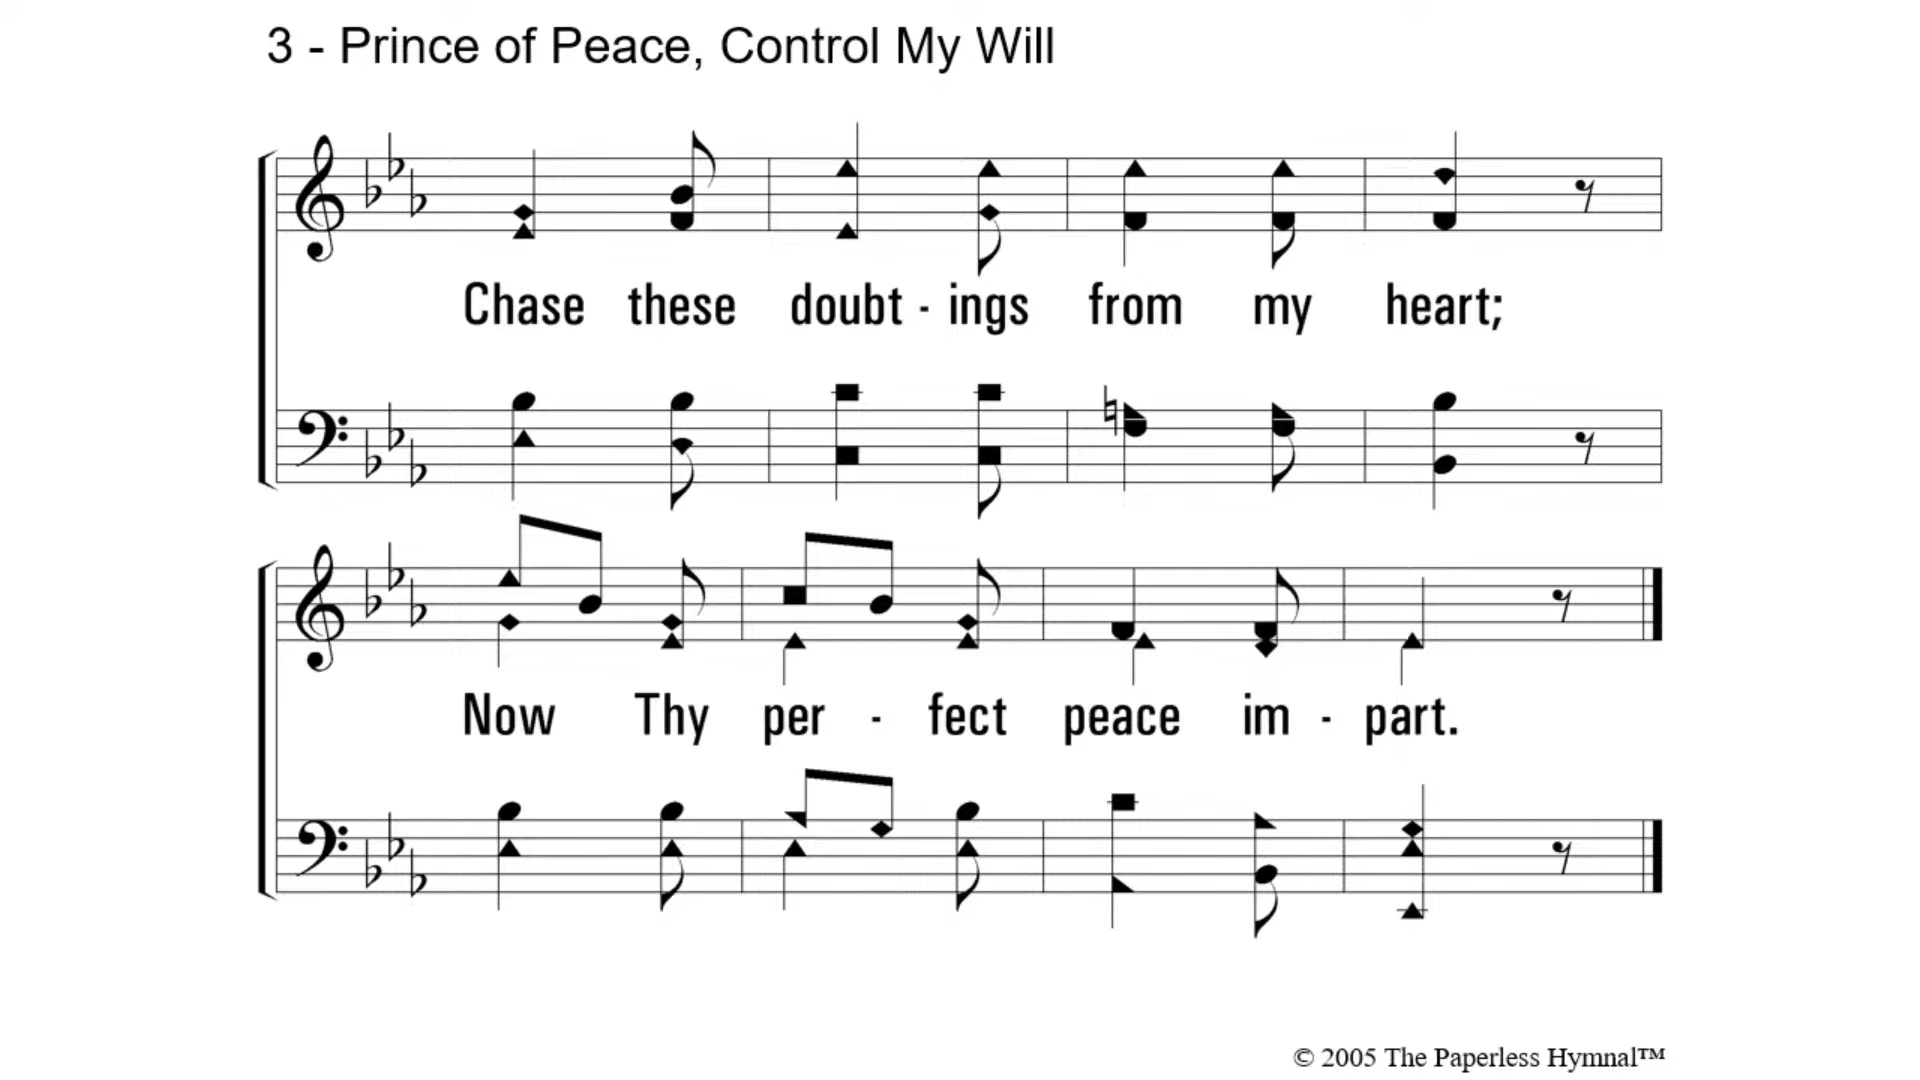 3 - Prince of Peace, Control My Will
Chase these doubt - ings from my heart;
Now Thy per - fect peace im - part.
© 2005 The Paperless Hymnal™